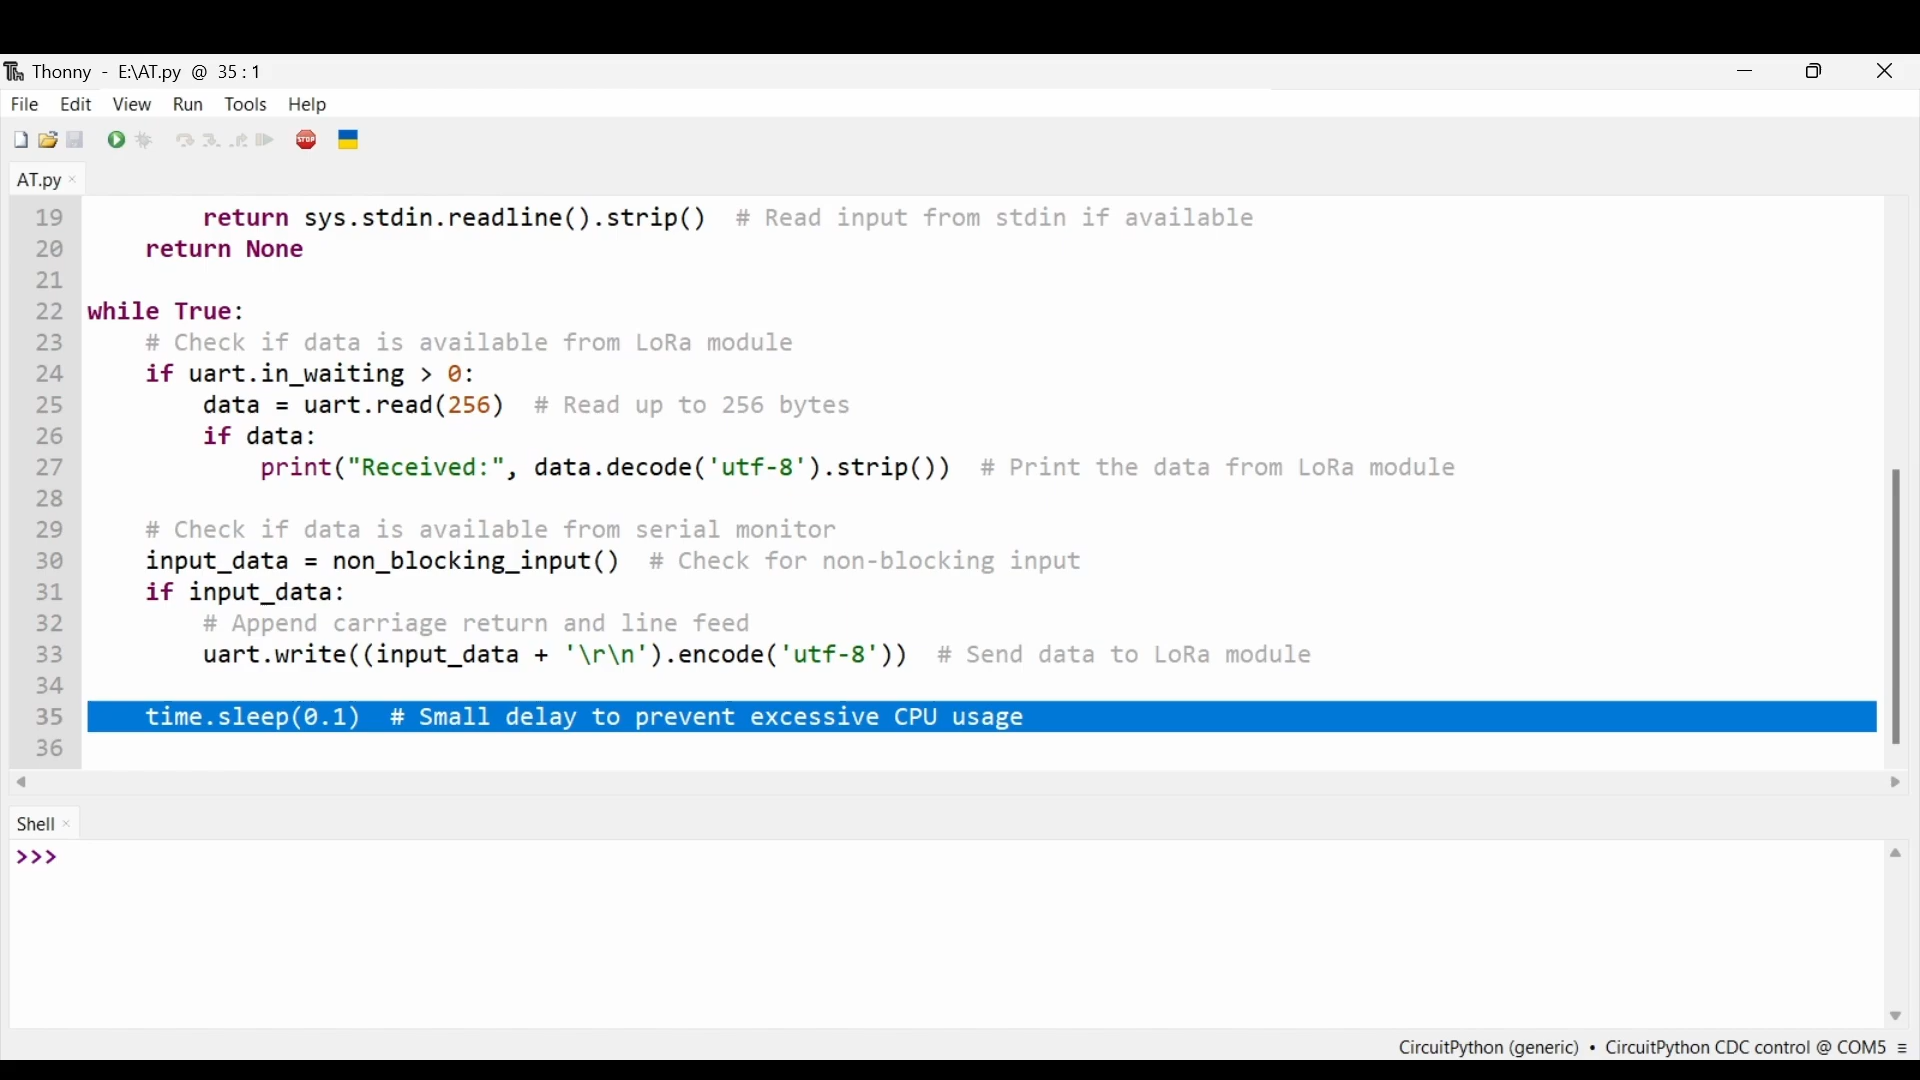 Thonny - E:\AT.py @ 35 : 1
File Edit View Run Tools Help
STOP
AT.py ×
19         return sys.stdin.readline().strip()  # Read input from stdin if available
20     return None
21
22 while True:
23     # Check if data is available from LoRa module
24     if uart.in_waiting > 0:
25         data = uart.read(256)  # Read up to 256 bytes
26         if data:
27             print("Received:", data.decode('utf-8').strip())  # Print the data from LoRa module
28
29     # Check if data is available from serial monitor
30     input_data = non_blocking_input()  # Check for non-blocking input
31     if input_data:
32         # Append carriage return and line feed
33         uart.write((input_data + '\r\n').encode('utf-8'))  # Send data to LoRa module
34
35     time.sleep(0.1)  # Small delay to prevent excessive CPU usage
36
Shell ×
>>>
CircuitPython (generic) • CircuitPython CDC control @ COM5 ≡